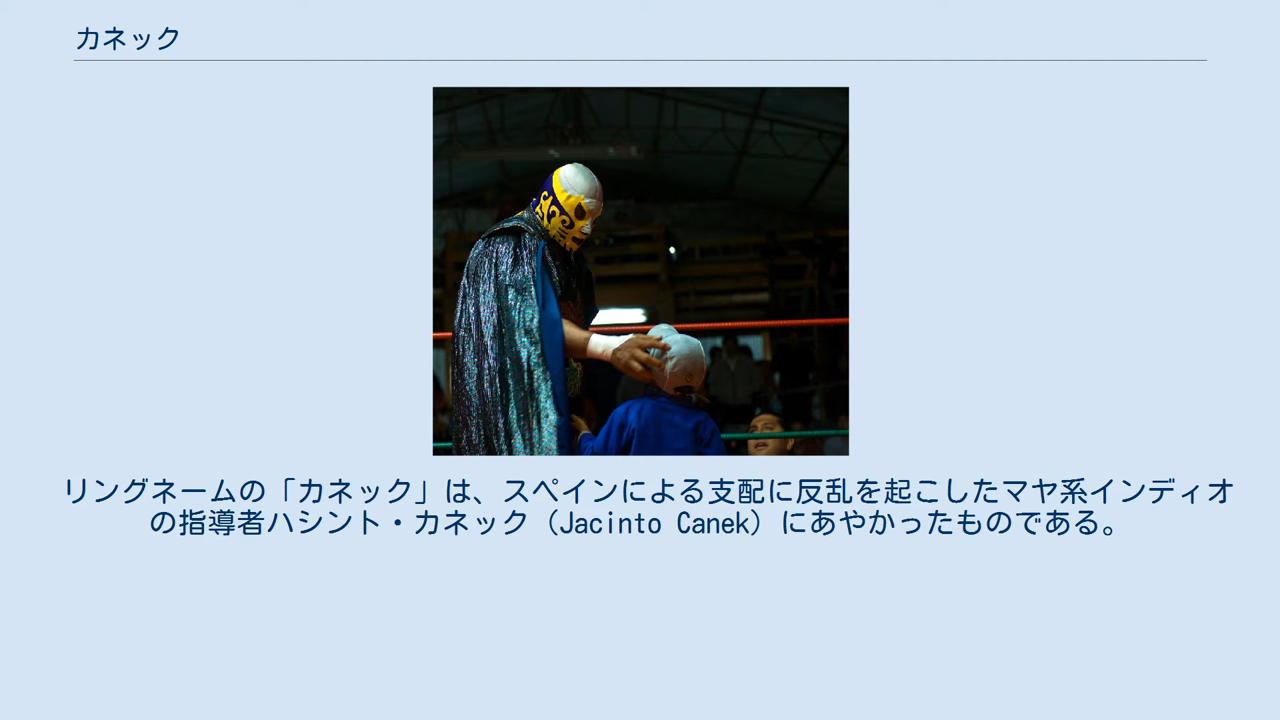 カネック
リングネームの「カネック」は、スペインによる支配に反乱を起こしたマヤ系インディオ
の指導者ハシント・カネック（Jacinto Canek）にあやかったものである。